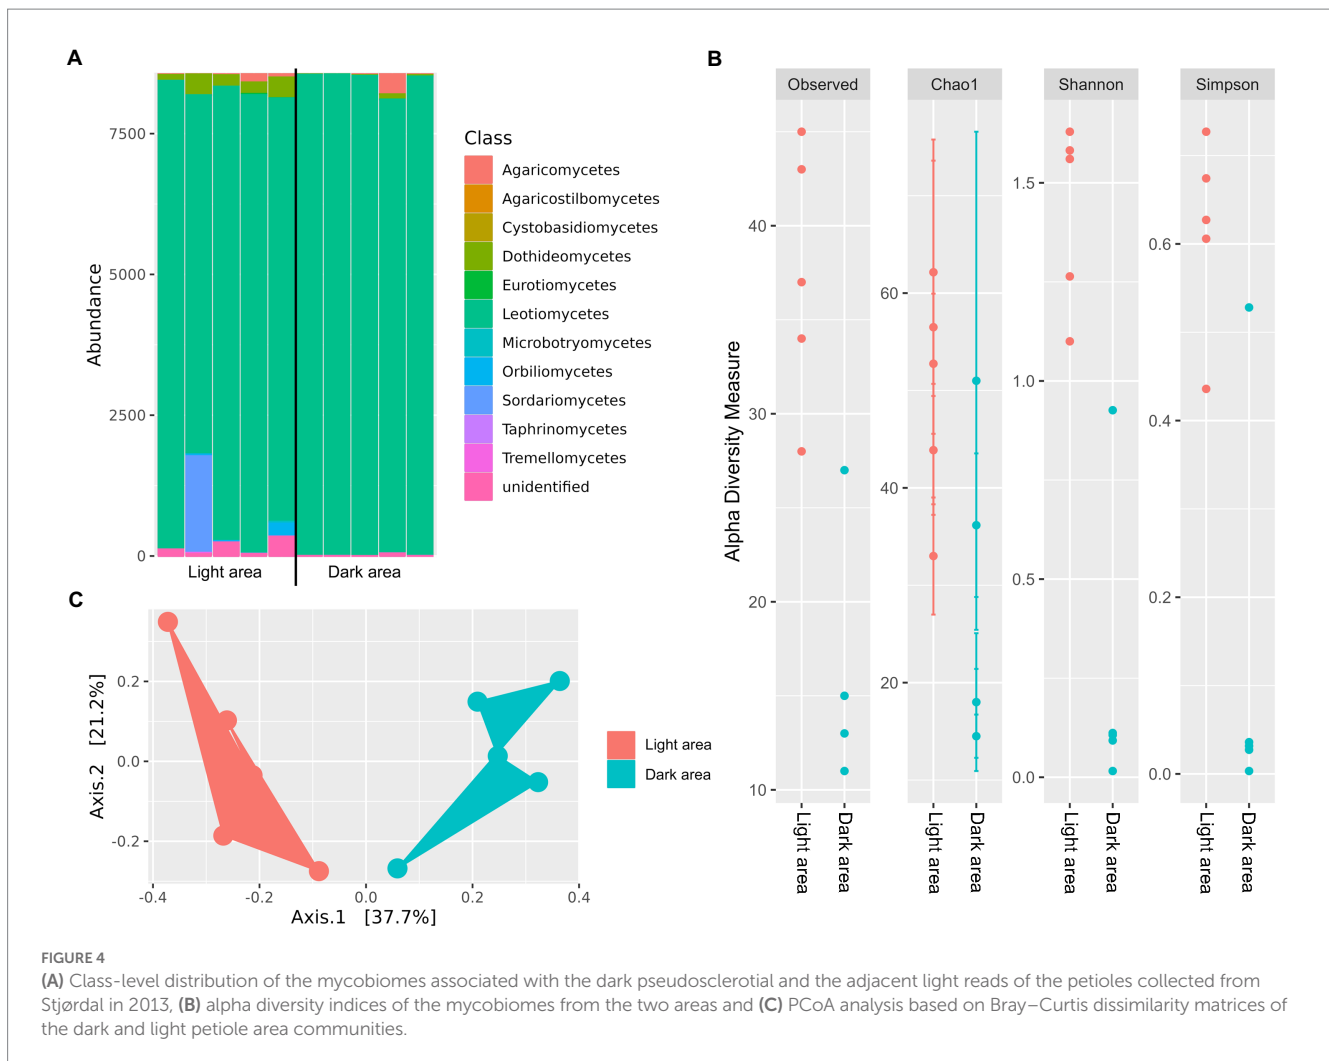 A
7500
5000
2500
0
Abundance
Light area
Dark area
Class
Agaricomycetes
Agaricostilbomycetes
Cystobasidiomycetes
Dothideomycetes
Eurotiomycetes
Leotiomycetes
Microbotryomycetes
Orbiliomycetes
Sordariomycetes
Taphrinomycetes
Tremellomycetes
unidentified
B
Observed
Chao1
Shannon
Simpson
Alpha Diversity Measure
40
30
20
10
60
40
20
1.5
1.0
0.5
0.0
0.6
0.4
0.2
0.0
Light area
Dark area
Light area
Dark area
Light area
Dark area
Light area
Dark area
C
Axis.2 [21.2%]
0.2
0.0
-0.2
-0.4
-0.2
0.0
0.2
0.4
Axis.1 [37.7%]
Light area
Dark area
FIGURE 4
(A) Class-level distribution of the mycobiomes associated with the dark pseudosclerotial and the adjacent light reads of the petioles collected from
Stjørdal in 2013, (B) alpha diversity indices of the mycobiomes from the two areas and (C) PCoA analysis based on Bray–Curtis dissimilarity matrices of
the dark and light petiole area communities.